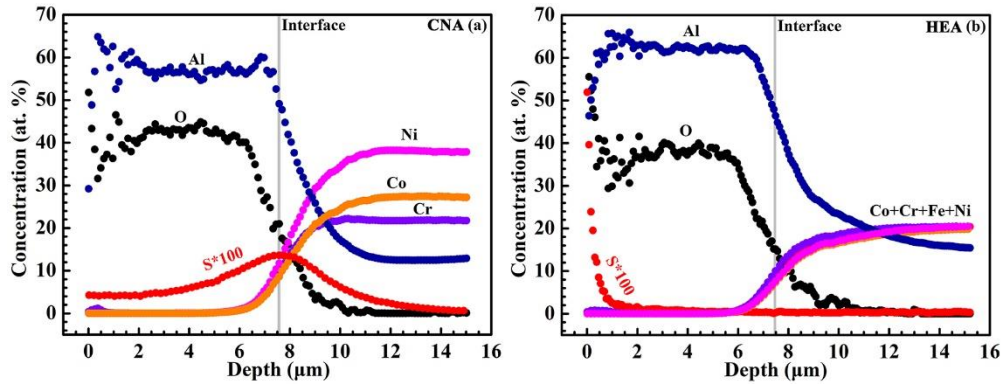 Interface CNA (a)
70
60
50
40
30
20
10
0
Concentration (at. %)
Al
O
Ni
Co
Cr
S*100
0 2 4 6 8 10 12 14 16
Depth (µm)
Interface HEA (b)
70
60
50
40
30
20
10
0
Concentration (at. %)
Al
O
Co+Cr+Fe+Ni
S*100
0 2 4 6 8 10 12 14 16
Depth (µm)